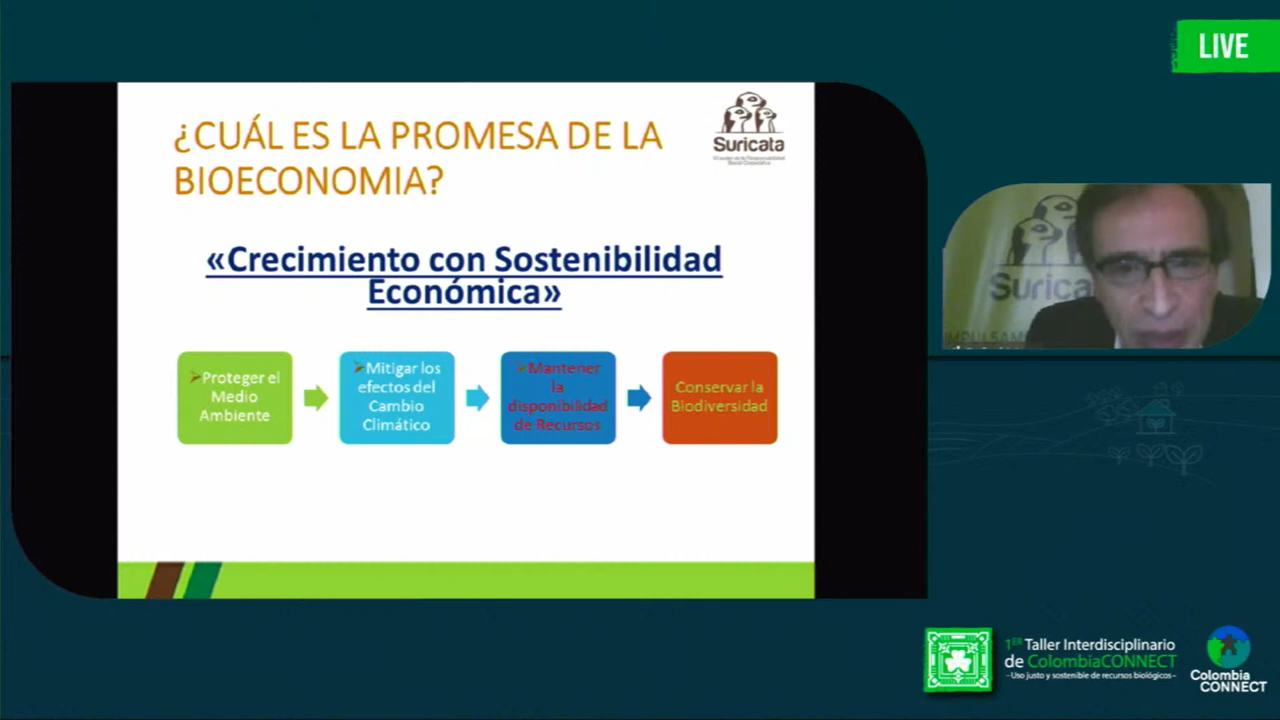 LIVE
¿CUÁL ES LA PROMESA DE LA
BIOECONOMIA?
Suricata
«Crecimiento con Sostenibilidad
Económica»
Proteger el
Medio
Ambiente
Mitigar los
efectos del
Cambio
Climático
Mantener
la
disponibilidad
de Recursos
Conservar la
Biodiversidad
Surica
1ER Taller Interdisciplinario
de ColombiaCONNECT
-Uso justo y sostenible de recursos biológicos-
Colombia
CONNECT